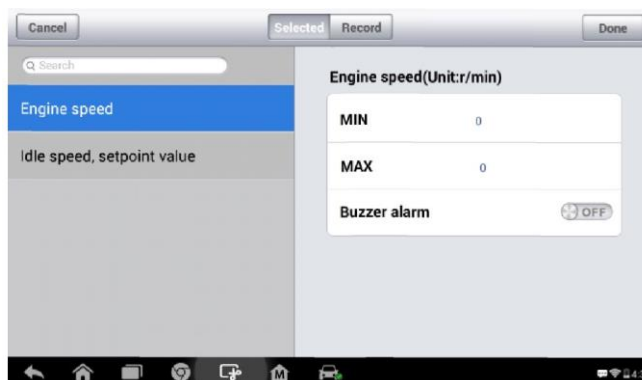 Cancel
Selected Record
Done
Search
Engine speed
Idle speed, setpoint value
Engine speed(Unit:r/min)
MIN 0
MAX 0
Buzzer alarm OFF
M